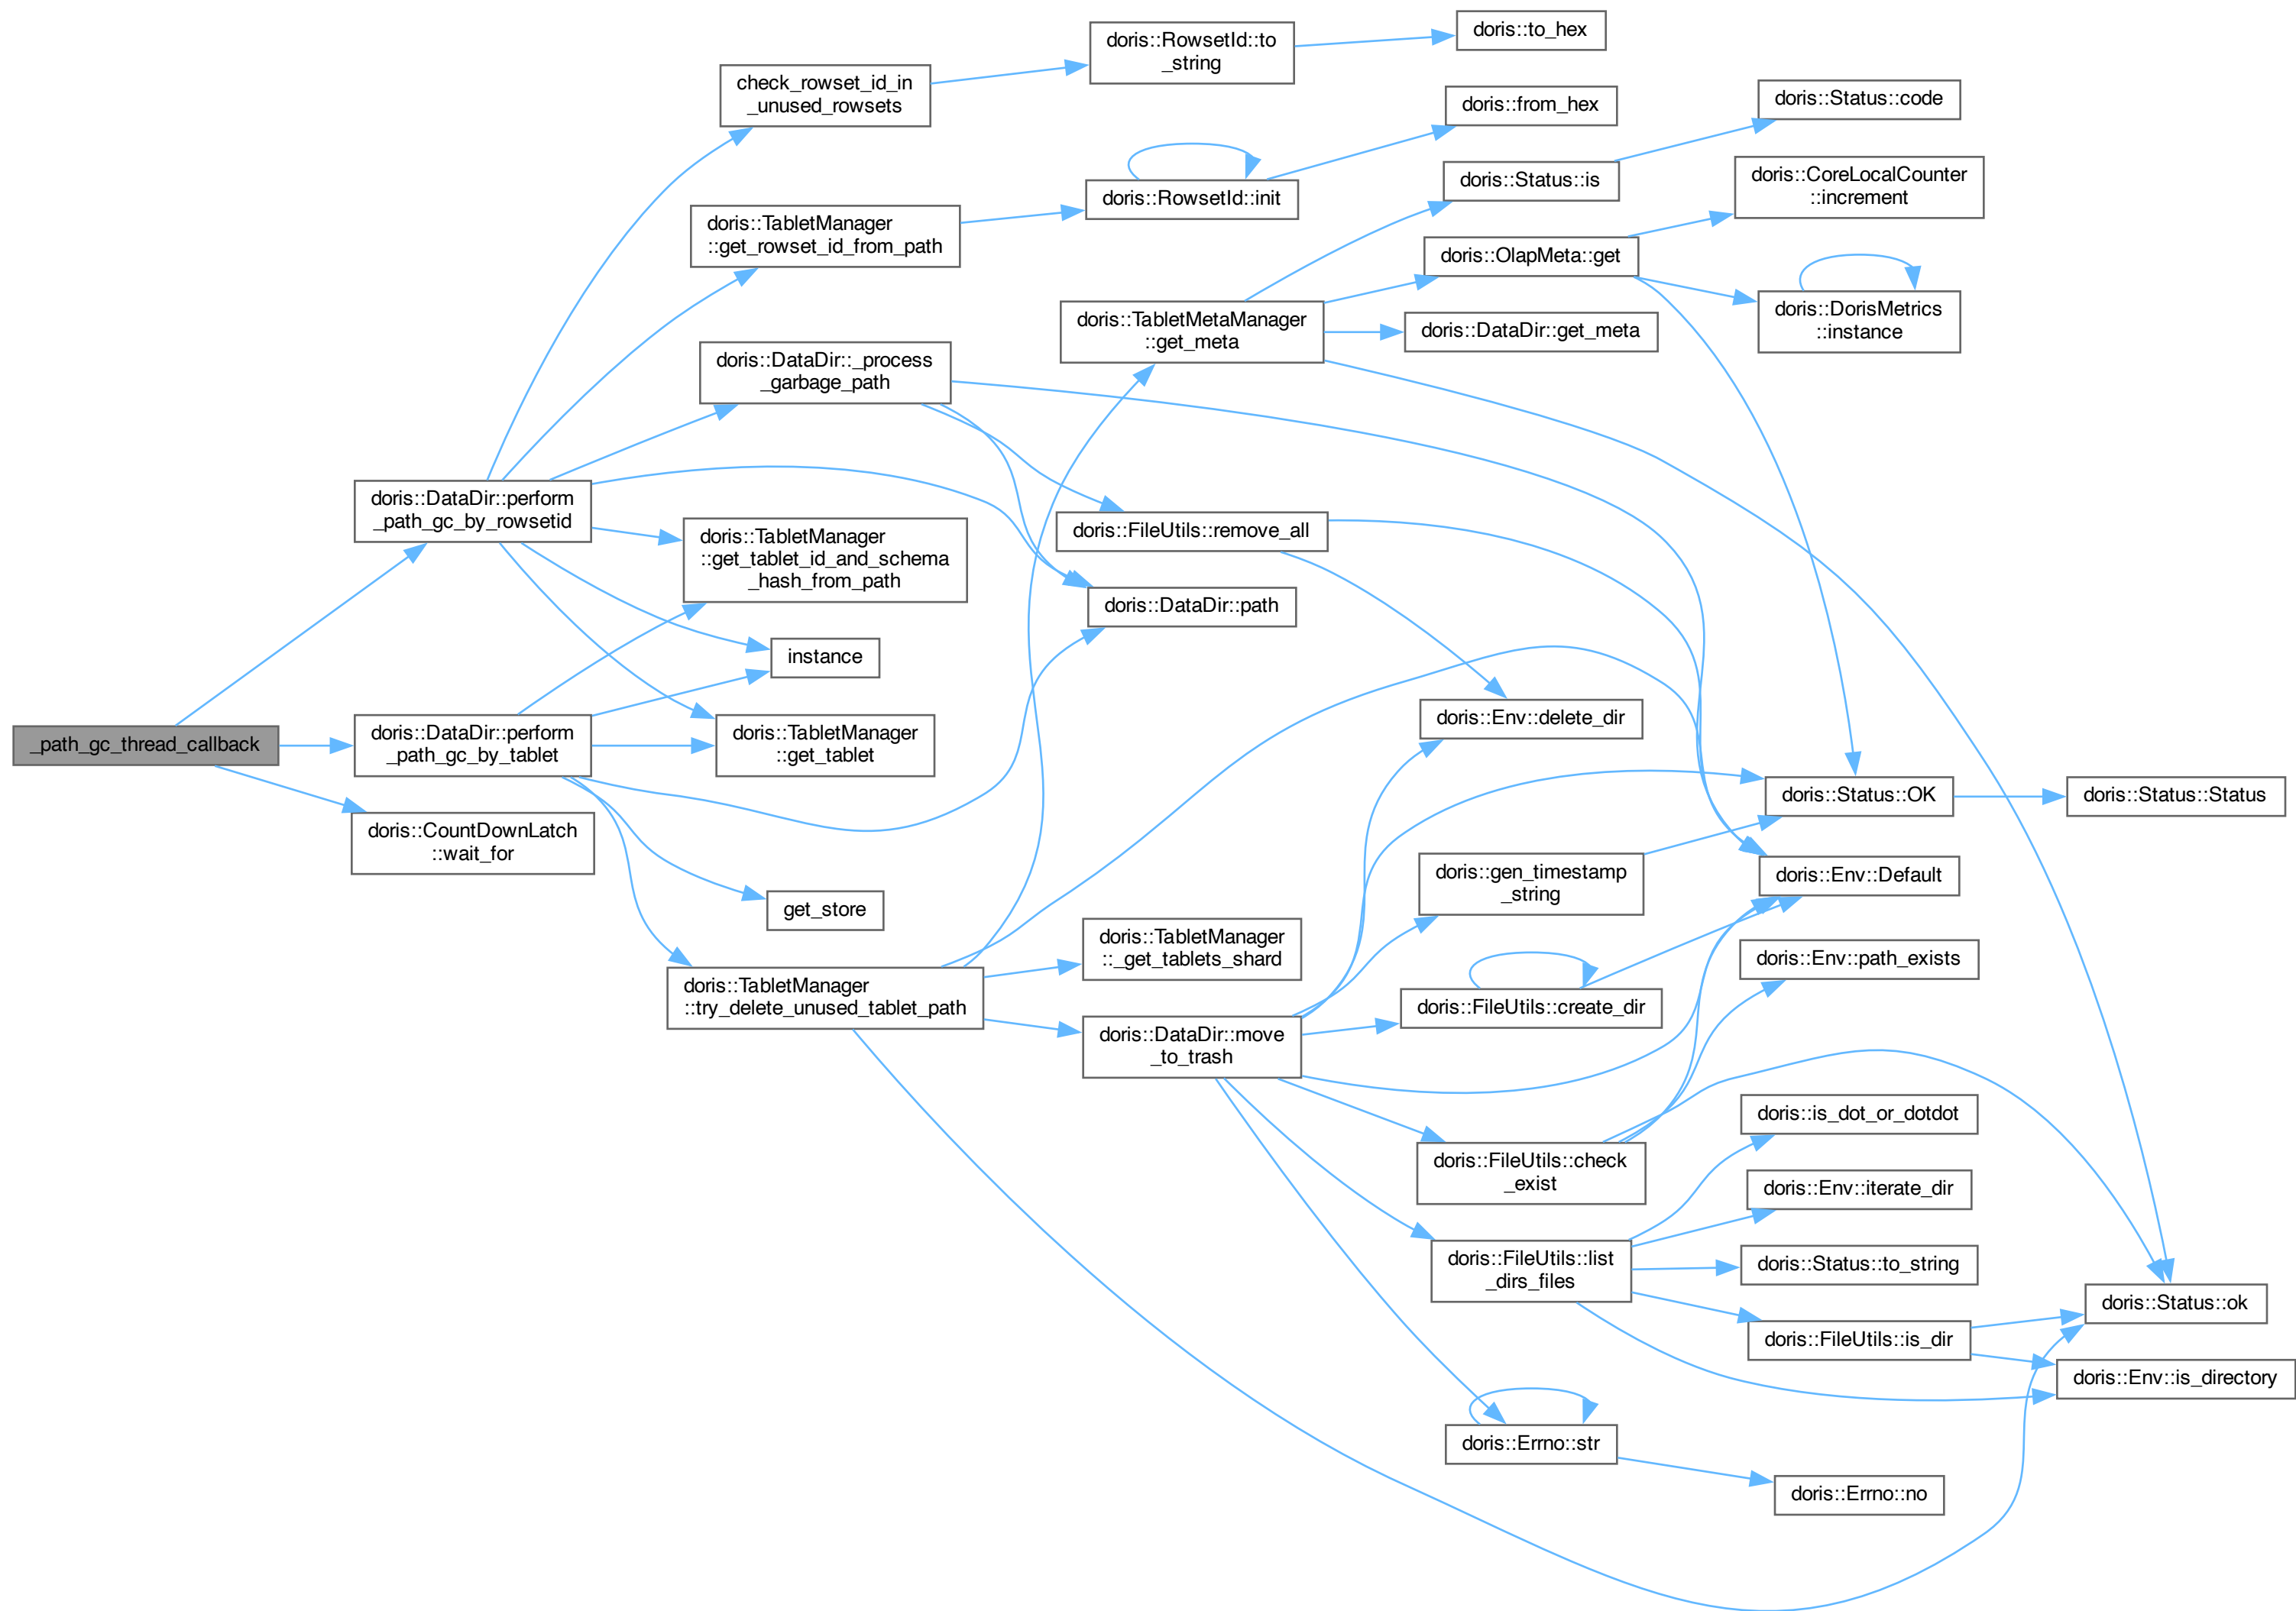 _path_gc_thread_callback
doris::DataDir::perform
_path_gc_by_rowsetid
doris::DataDir::perform
_path_gc_by_tablet
doris::CountDownLatch
::wait_for
check_rowset_id_in
_unused_rowsets
doris::TabletManager
::get_rowset_id_from_path
doris::DataDir::_process
_garbage_path
doris::TabletManager
::get_tablet_id_and_schema
_hash_from_path
instance
doris::TabletManager
::get_tablet
get_store
doris::TabletManager
::try_delete_unused_tablet_path
doris::RowsetId::to
_string
doris::RowsetId::init
doris::TabletMetaManager
::get_meta
doris::FileUtils::remove_all
doris::DataDir::path
doris::TabletManager
::_get_tablets_shard
doris::DataDir::move
_to_trash
doris::to_hex
doris::from_hex
doris::Status::is
doris::OlapMeta::get
doris::DataDir::get_meta
doris::Env::delete_dir
doris::gen_timestamp
_string
doris::FileUtils::create_dir
doris::FileUtils::check
_exist
doris::FileUtils::list
_dirs_files
doris::Errno::str
doris::Status::code
doris::CoreLocalCounter
::increment
doris::DorisMetrics
::instance
doris::Status::OK
doris::Env::Default
doris::Env::path_exists
doris::is_dot_or_dotdot
doris::Env::iterate_dir
doris::Status::to_string
doris::FileUtils::is_dir
doris::Errno::no
doris::Status::Status
doris::Status::ok
doris::Env::is_directory